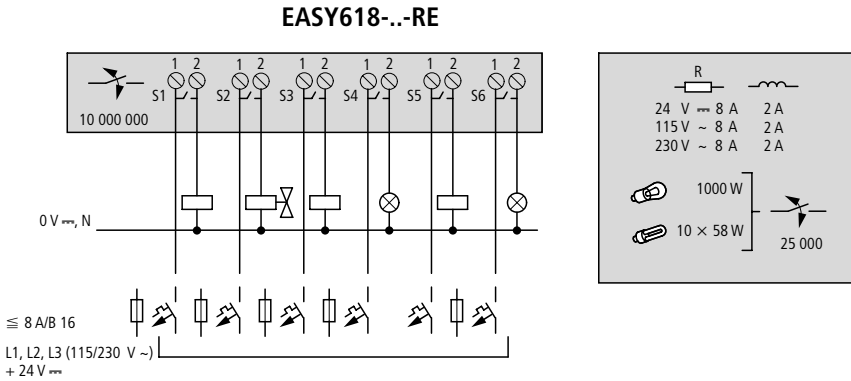 EASY618-..-RE
1 2 1 2 1 2 1 2 1 2 1 2
S1 S2 S3 S4 S5 S6
10 000 000
0 V ⎓, N
≦ 8 A/B 16
L1, L2, L3 (115/230 V ~)
+ 24 V ⎓
R
24 V ⎓ 8 A 2 A
115 V ~ 8 A 2 A
230 V ~ 8 A 2 A
1000 W
10 × 58 W
25 000